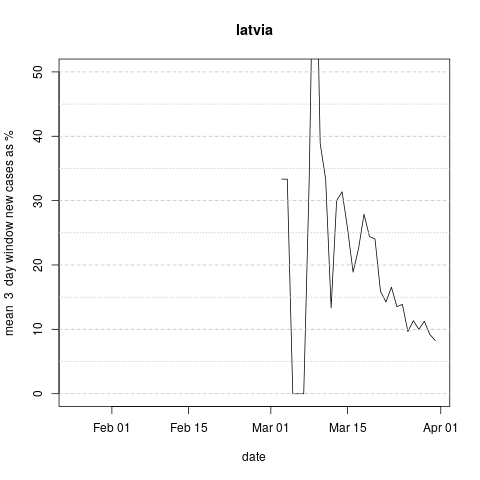 latvia
mean  3  day window new cases as %
50
40
30
20
10
0
Feb 01
Feb 15
Mar 01
Mar 15
Apr 01
date